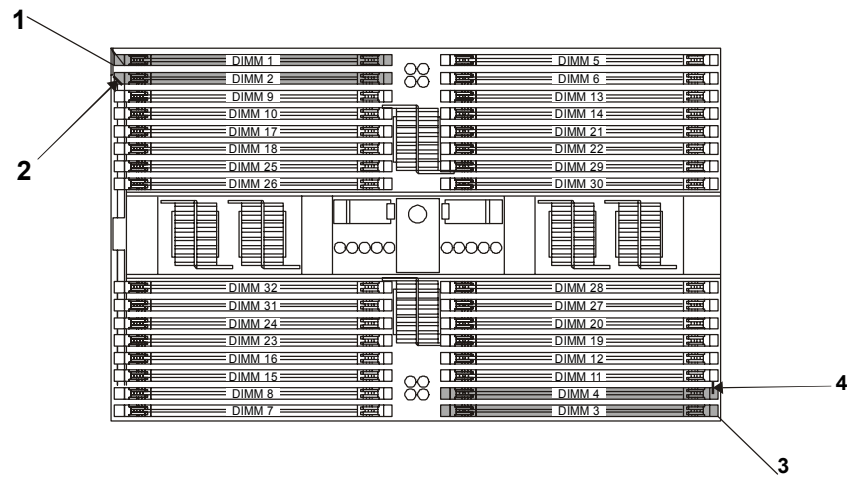 1
DIMM 1 DIMM 5
DIMM 2 DIMM 6
DIMM 9 DIMM 13
DIMM 10 DIMM 14
2
DIMM 17 DIMM 21
DIMM 18 DIMM 22
DIMM 25 DIMM 29
DIMM 26 DIMM 30
DIMM 32 DIMM 28
DIMM 31 DIMM 27
DIMM 24 DIMM 20
DIMM 23 DIMM 19
DIMM 16 DIMM 12
DIMM 15 DIMM 11
4
DIMM 8 DIMM 4
DIMM 7 DIMM 3
3